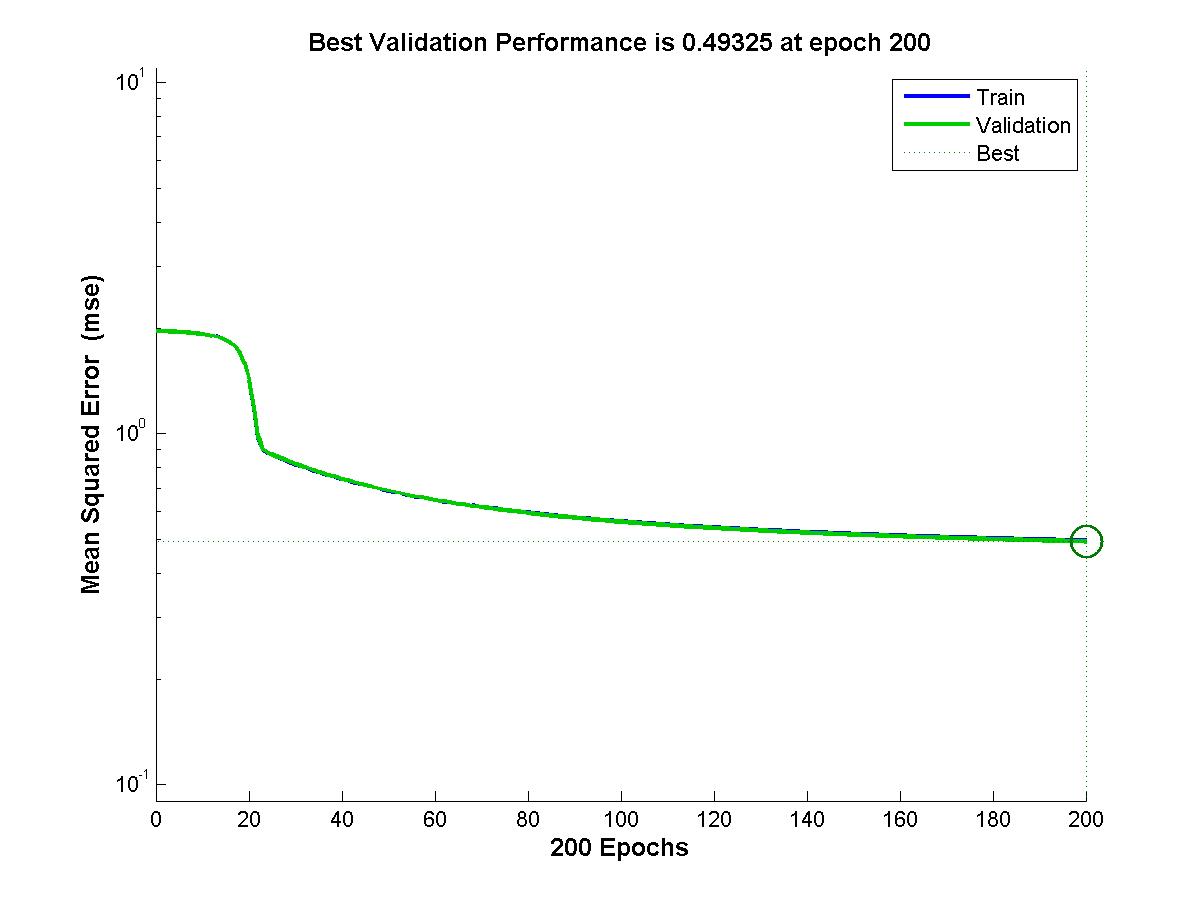 Best Validation Performance is 0.49325 at epoch 200
10^1
Train
Validation
Best
Mean Squared Error (mse)
10^0
10^-1
0 20 40 60 80 100 120 140 160 180 200
200 Epochs